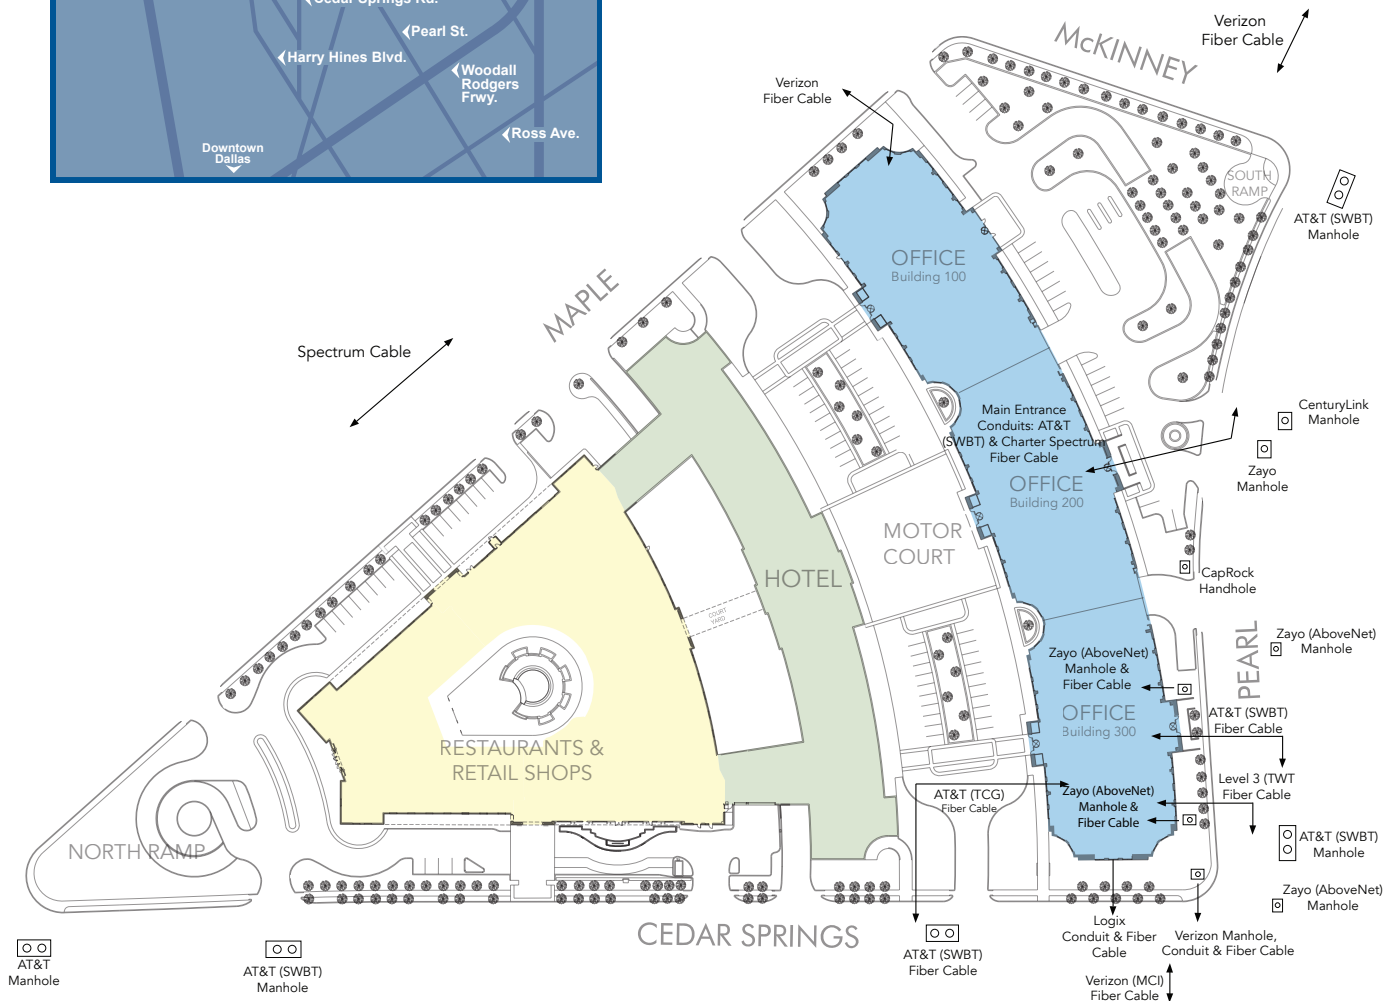 Cedar Springs Rd.
Pearl St.
Harry Hines Blvd.
Woodall
Rodgers
Frwy.
Ross Ave.
Downtown
Dallas
Verizon
Fiber Cable
McKINNEY
Verizon
Fiber Cable
SOUTH
RAMP
AT&T (SWBT)
Manhole
OFFICE
Building 100
MAPLE
Spectrum Cable
Main Entrance
Conduits: AT&T
(SWBT) & Charter Spectrum
Fiber Cable
CenturyLink
Manhole
Zayo
Manhole
OFFICE
Building 200
MOTOR
COURT
HOTEL
CapRock
Handhole
COURT
YARD
PEARL
Zayo (AboveNet)
Manhole
Zayo (AboveNet)
Manhole &
Fiber Cable
OFFICE
Building 300
AT&T (SWBT)
Fiber Cable
RESTAURANTS &
RETAIL SHOPS
Level 3 (TWT
Fiber Cable
AT&T (TCG)
Fiber Cable
Zayo (AboveNet)
Manhole &
Fiber Cable
AT&T (SWBT)
Manhole
NORTH RAMP
Zayo (AboveNet)
Manhole
CEDAR SPRINGS
Logix
Conduit & Fiber
Cable
Verizon Manhole,
Conduit & Fiber Cable
AT&T
Manhole
AT&T (SWBT)
Manhole
AT&T (SWBT)
Fiber Cable
Verizon (MCI)
Fiber Cable